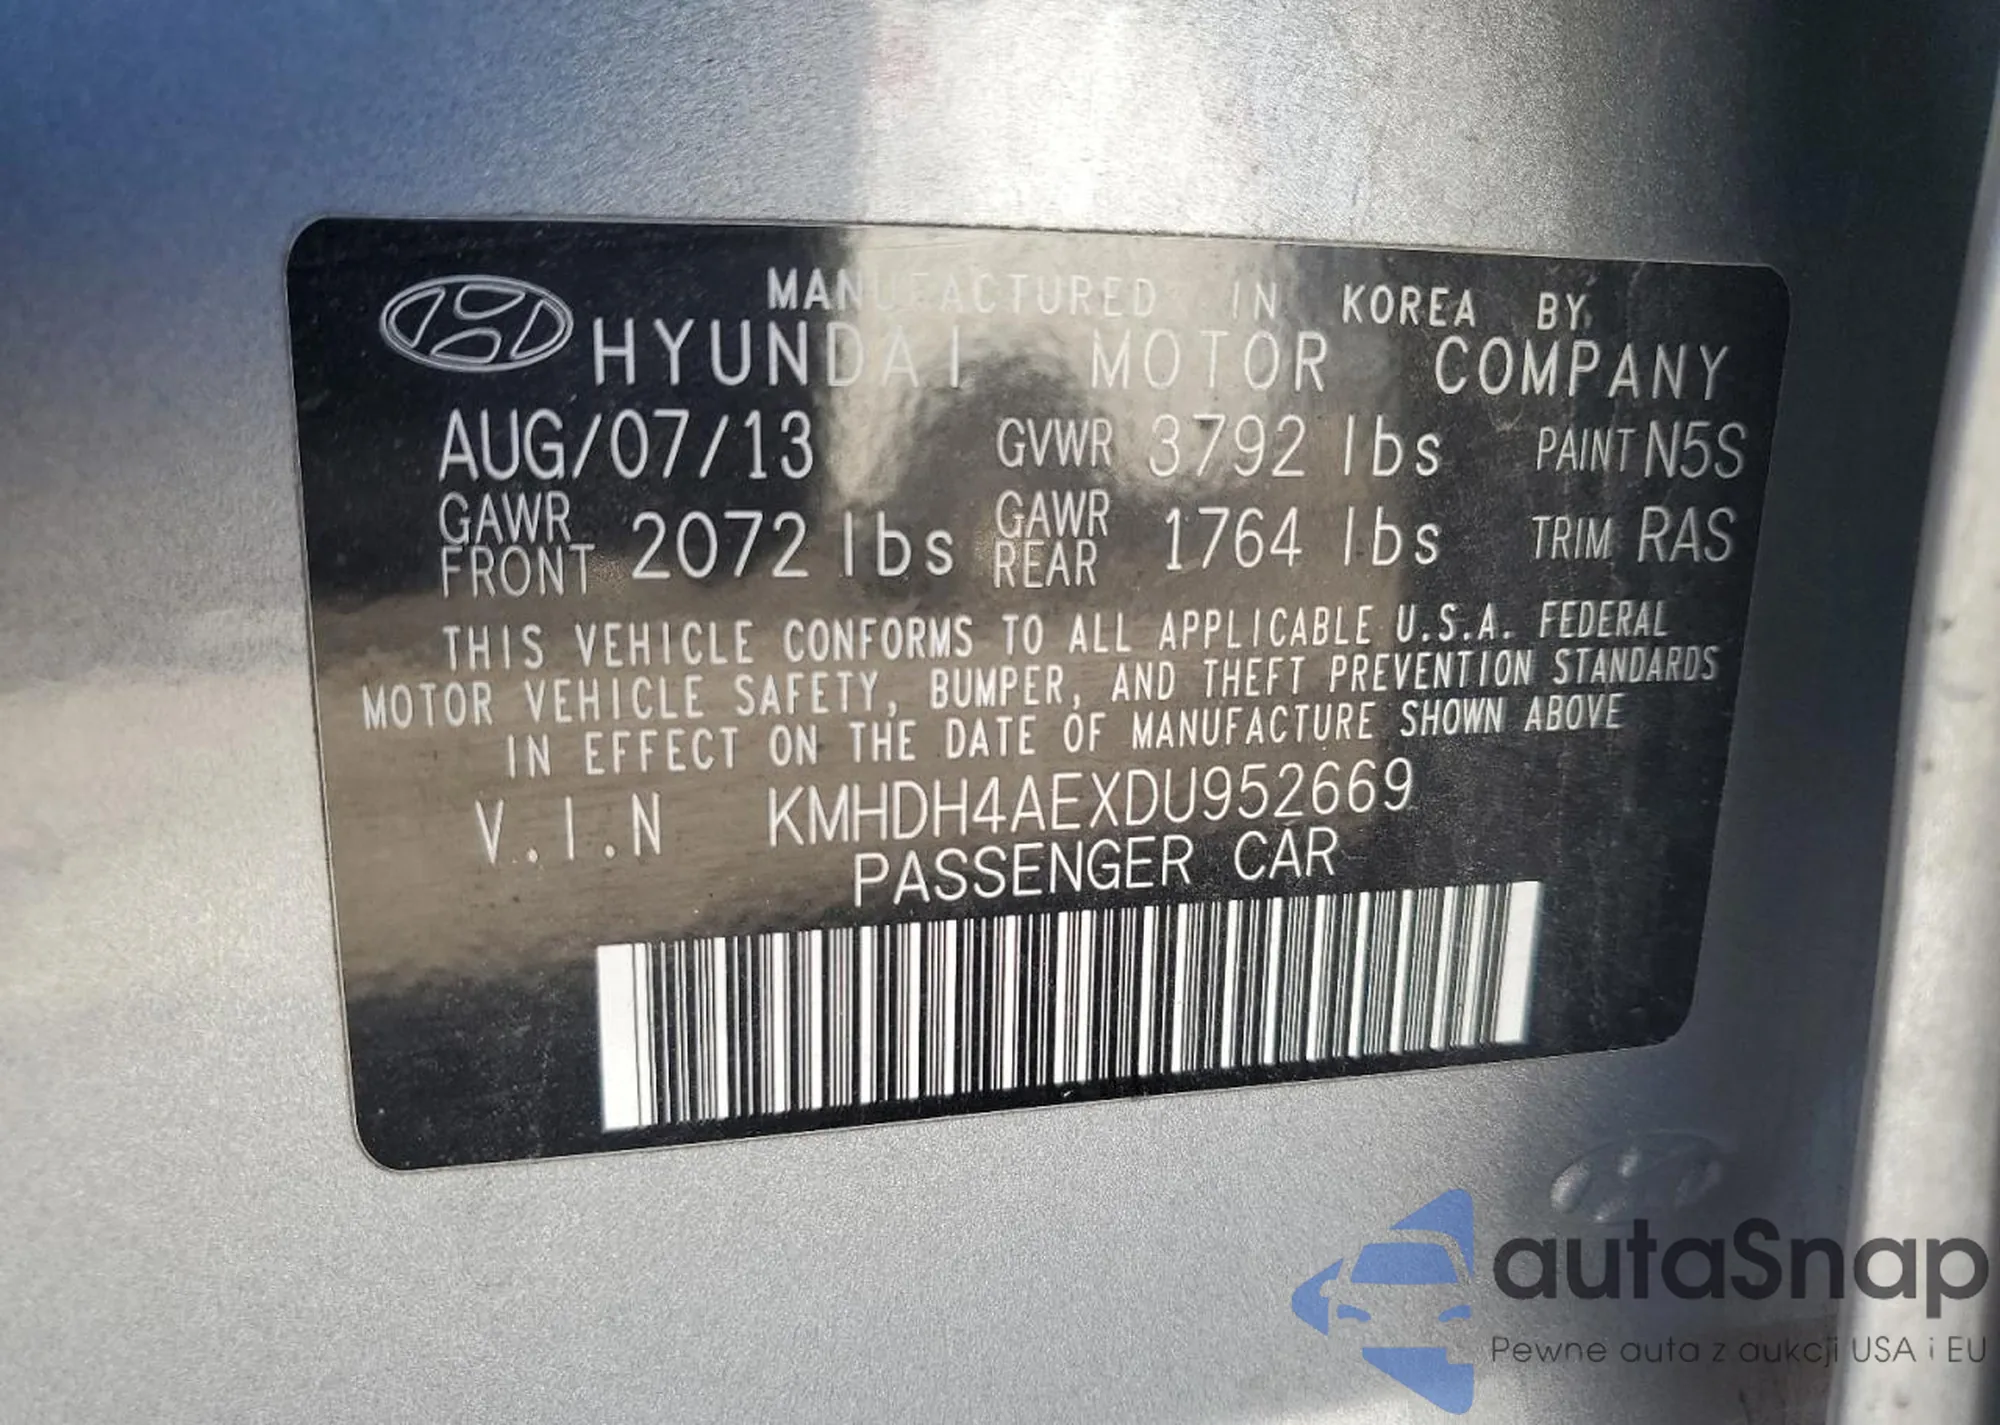 MANUFACTURED IN KOREA BY
HYUNDAI MOTOR COMPANY
AUG/07/13 GVWR 3792 lbs PAINT N5S
GAWR FRONT 2072 lbs GAWR REAR 1764 lbs TRIM RAS
THIS VEHICLE CONFORMS TO ALL APPLICABLE U.S.A. FEDERAL
MOTOR VEHICLE SAFETY, BUMPER, AND THEFT PREVENTION STANDARDS
IN EFFECT ON THE DATE OF MANUFACTURE SHOWN ABOVE
V.I.N KMHDH4AEXDU952669
PASSENGER CAR
autaSnap
Pewne auta z aukcji USA i EU